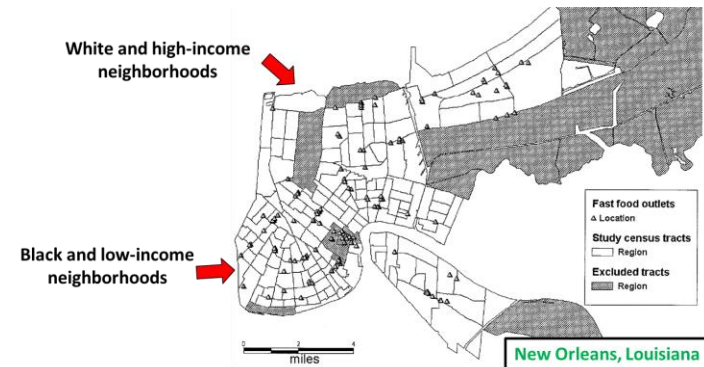 White and high-income
neighborhoods
Black and low-income
neighborhoods
Fast food outlets
Location
Study census tracts
Region
Excluded tracts
Region
0 2 4
miles
New Orleans, Louisiana